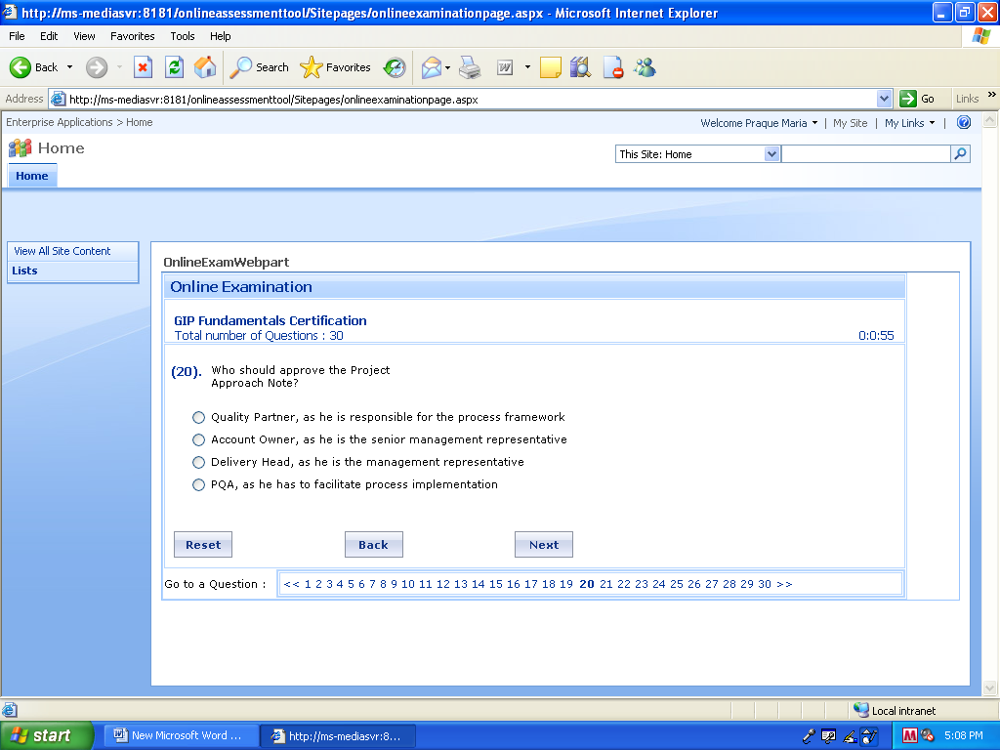 http://ms-mediasvr:8181/onlineassessmenttool/Sitepages/onlineexaminationpage.aspx - Microsoft Internet Explorer
File Edit View Favorites Tools Help
Back Search Favorites
Address http://ms-mediasvr:8181/onlineassessmenttool/Sitepages/onlineexaminationpage.aspx Go Links »
Enterprise Applications > Home Welcome Praque Maria | My Site | My Links |
Home
This Site: Home
Home
View All Site Content
Lists
OnlineExamWebpart
Online Examination
GIP Fundamentals Certification
Total number of Questions : 30 0:0:55
(20). Who should approve the Project
Approach Note?
Quality Partner, as he is responsible for the process framework
Account Owner, as he is the senior management representative
Delivery Head, as he is the management representative
PQA, as he has to facilitate process implementation
Reset Back Next
Go to a Question : << 1 2 3 4 5 6 7 8 9 10 11 12 13 14 15 16 17 18 19 20 21 22 23 24 25 26 27 28 29 30 >>
Local intranet
start New Microsoft Word ... http://ms-mediasvr:8... 5:08 PM